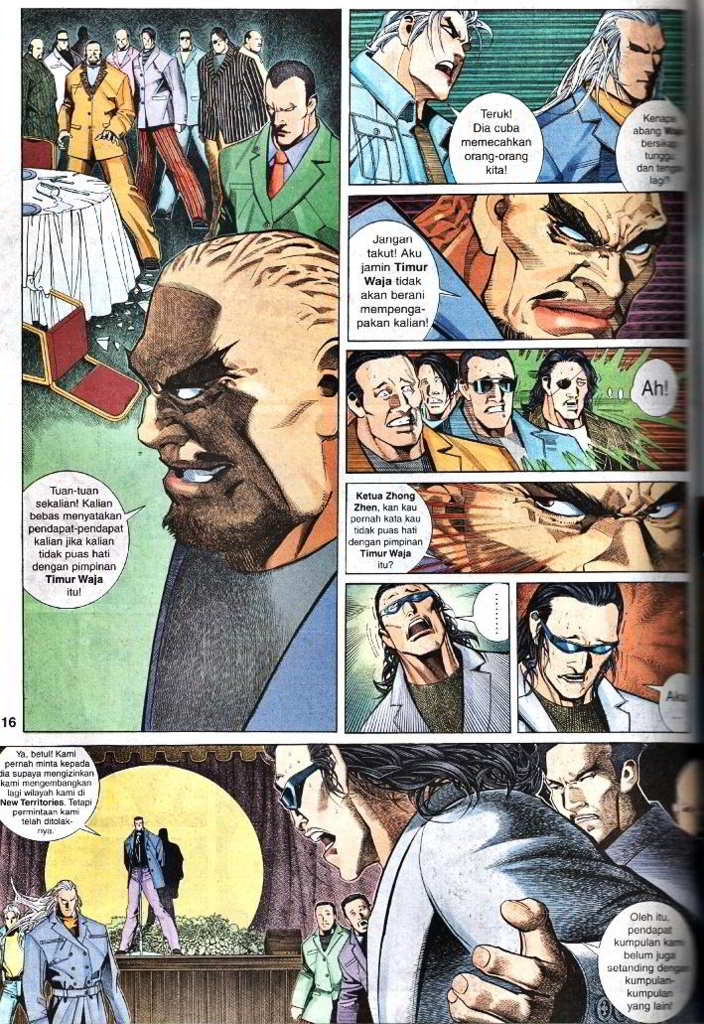 Tuan-tuan
sekalian! Kalian
bebas menyatakan
pendapat-pendapat
kalian jika kalian
tidak puas hati
dengan pimpinan
Timur Waja
itu!
Teruk!
Dia cuba
memecahkan
orang-orang
kita!
Kenapa
abang
bersikap
tunggu
dan
lagi?
Jangan
takut! Aku
jamin Timur
Waja tidak
akan berani
mempenga-
pakan kalian!
Ah!
Ketua Zhong
Zhen, kan kau
pernah kata kau
tidak puas hati
dengan pimpinan
Timur Waja
itu?
........
Aku
....
16
Ya, betul! Kami
pernah minta kepada
dia supaya mengizinkan
kami mengembangkan
lagi wilayah kami di
New Territories. Tetapi
permintaan kami
telah ditolak-
nya.
Oleh itu,
pendapat
kumpulan kami
belum juga
setanding dengan
kumpulan-
kumpulan
yang lain!